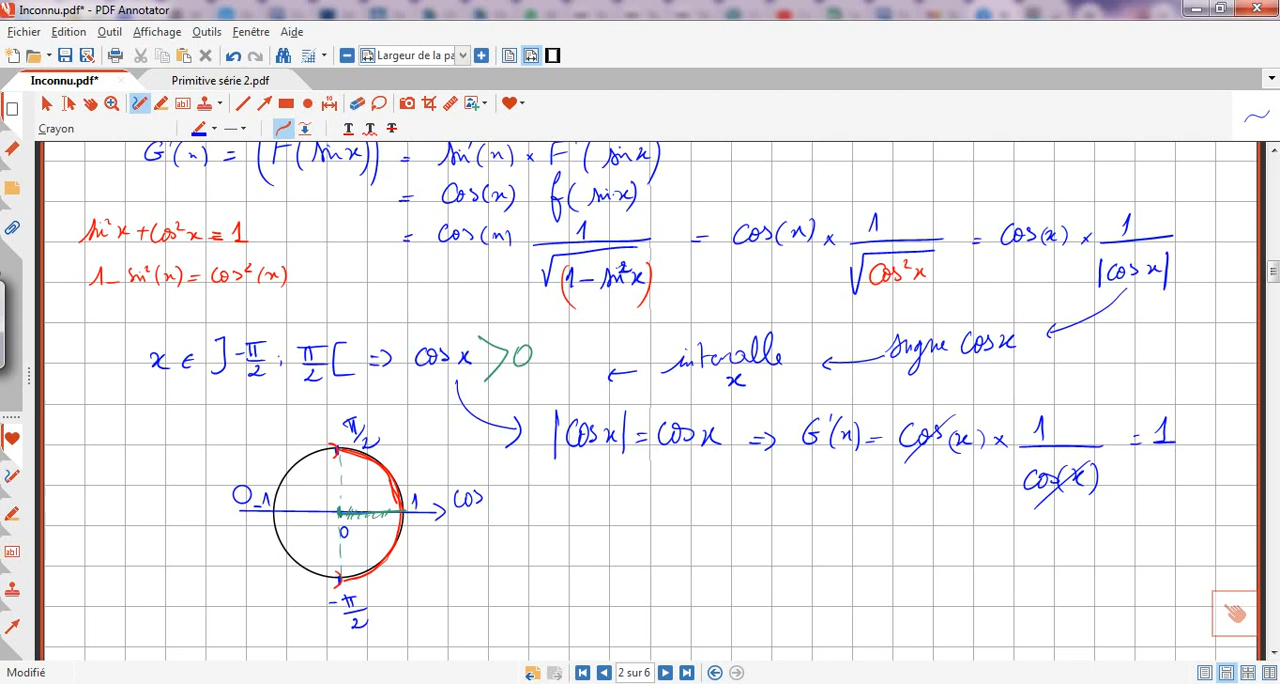 Inconnu.pdf* - PDF Annotator
Fichier Edition Outil Affichage Outils Fenêtre Aide
Largeur de la pa
Inconnu.pdf* Primitive série 2.pdf
Crayon
G'(x) = (F(sin x))' = sin'(x) × F'(sin x)
= Cos(x) f(sin x)
sin²x + cos²x = 1
= cos(x) 1/√(1 - sin²x) = cos(x) × 1/√cos²x = cos(x) × 1/|cos x|
1 - sin²(x) = cos²(x)
x ∈ ]-π/2 ; π/2[ => cos x > 0 ← intervalle x ← signe cos x
|cos x| = cos x => G'(x) = cos(x) × 1/cos(x) = 1
π/2
-1 0 1 cos
-π/2
Modifié 2 sur 6